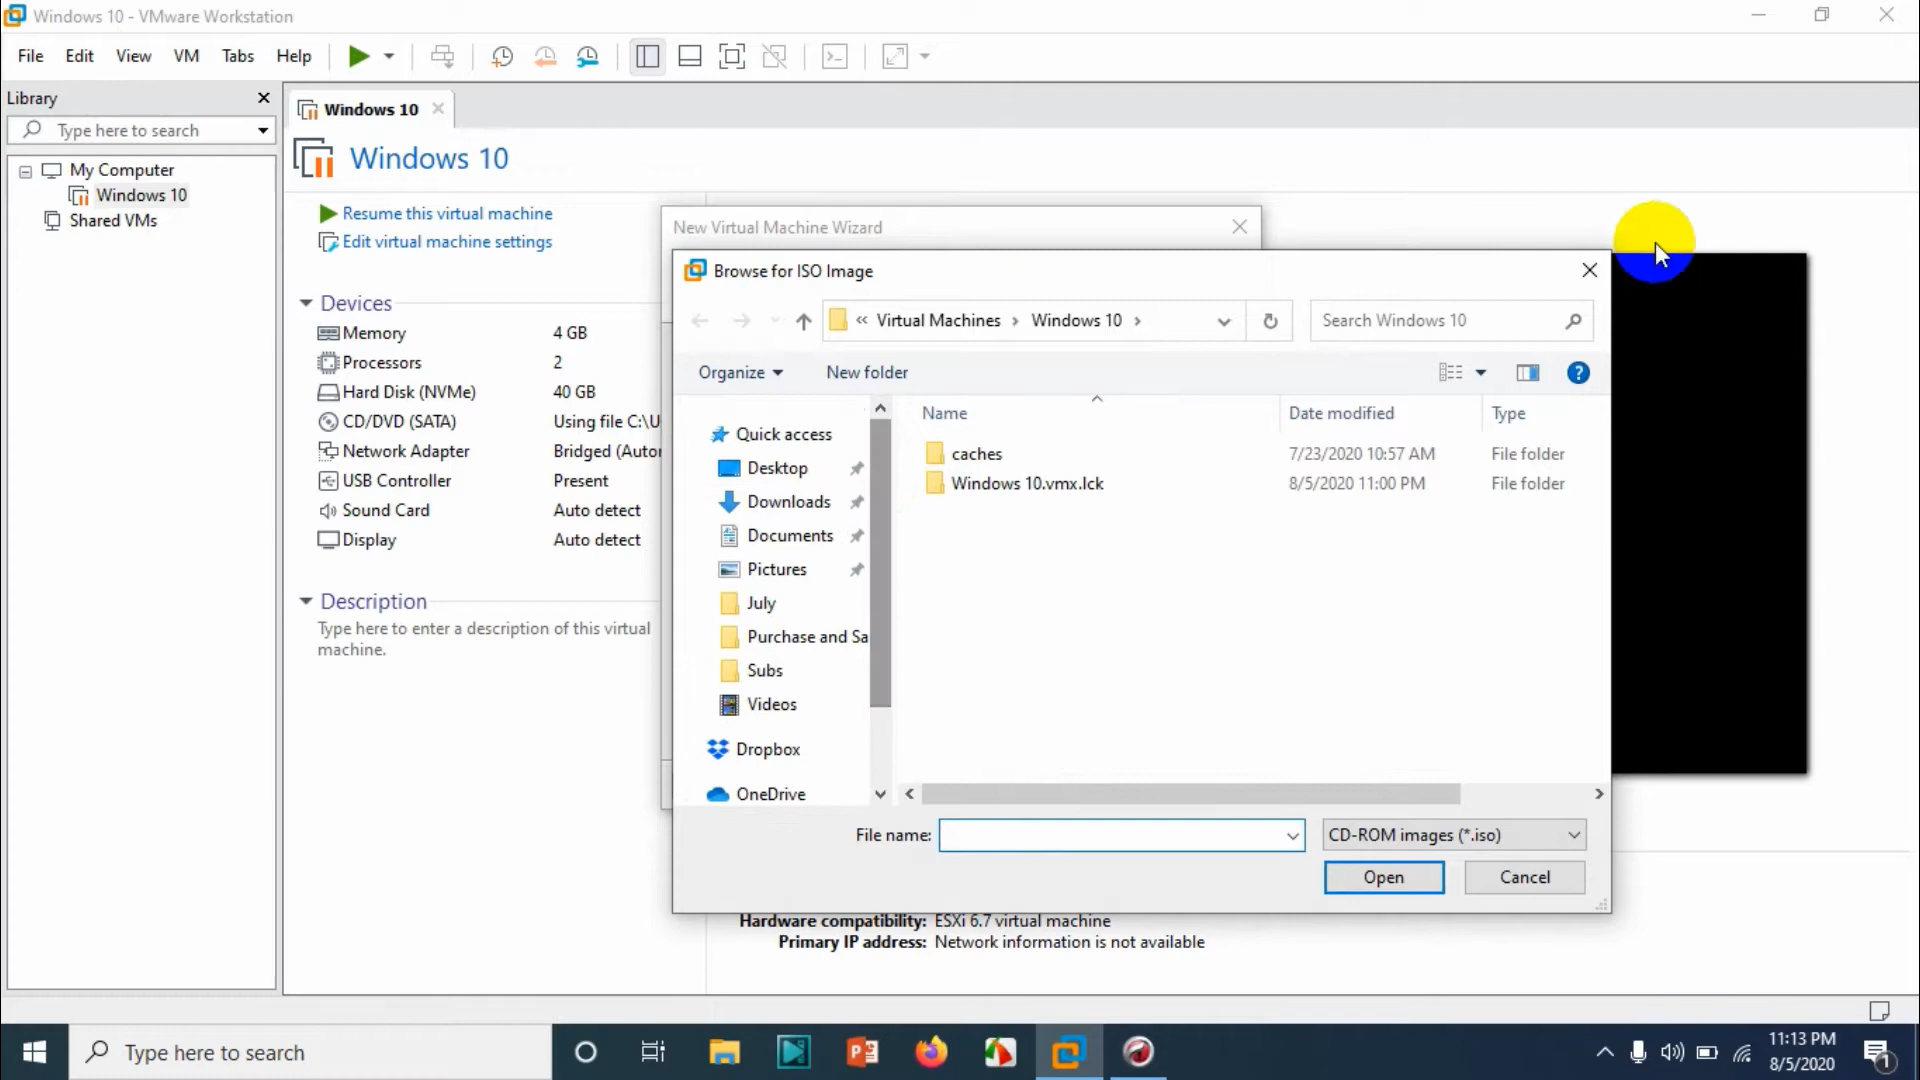 Windows 10 - VMware Workstation
File Edit View VM Tabs Help
Library
Type here to search
My Computer
Windows 10
Shared VMs
Windows 10
Windows 10
Resume this virtual machine
Edit virtual machine settings
Devices
Memory 4 GB
Processors 2
Hard Disk (NVMe) 40 GB
CD/DVD (SATA) Using file C:\U
Network Adapter Bridged (Auto
USB Controller Present
Sound Card Auto detect
Display Auto detect
Description
Type here to enter a description of this virtual
machine.
New Virtual Machine Wizard
Browse for ISO Image
« Virtual Machines › Windows 10 ›
Search Windows 10
Organize New folder
Quick access
Desktop
Downloads
Documents
Pictures
July
Purchase and Sa
Subs
Videos
Dropbox
OneDrive
Name Date modified Type
caches 7/23/2020 10:57 AM File folder
Windows 10.vmx.lck 8/5/2020 11:00 PM File folder
File name:
CD-ROM images (*.iso)
Open Cancel
Hardware compatibility: ESXi 6.7 virtual machine
Primary IP address: Network information is not available
Type here to search
11:13 PM
8/5/2020
1